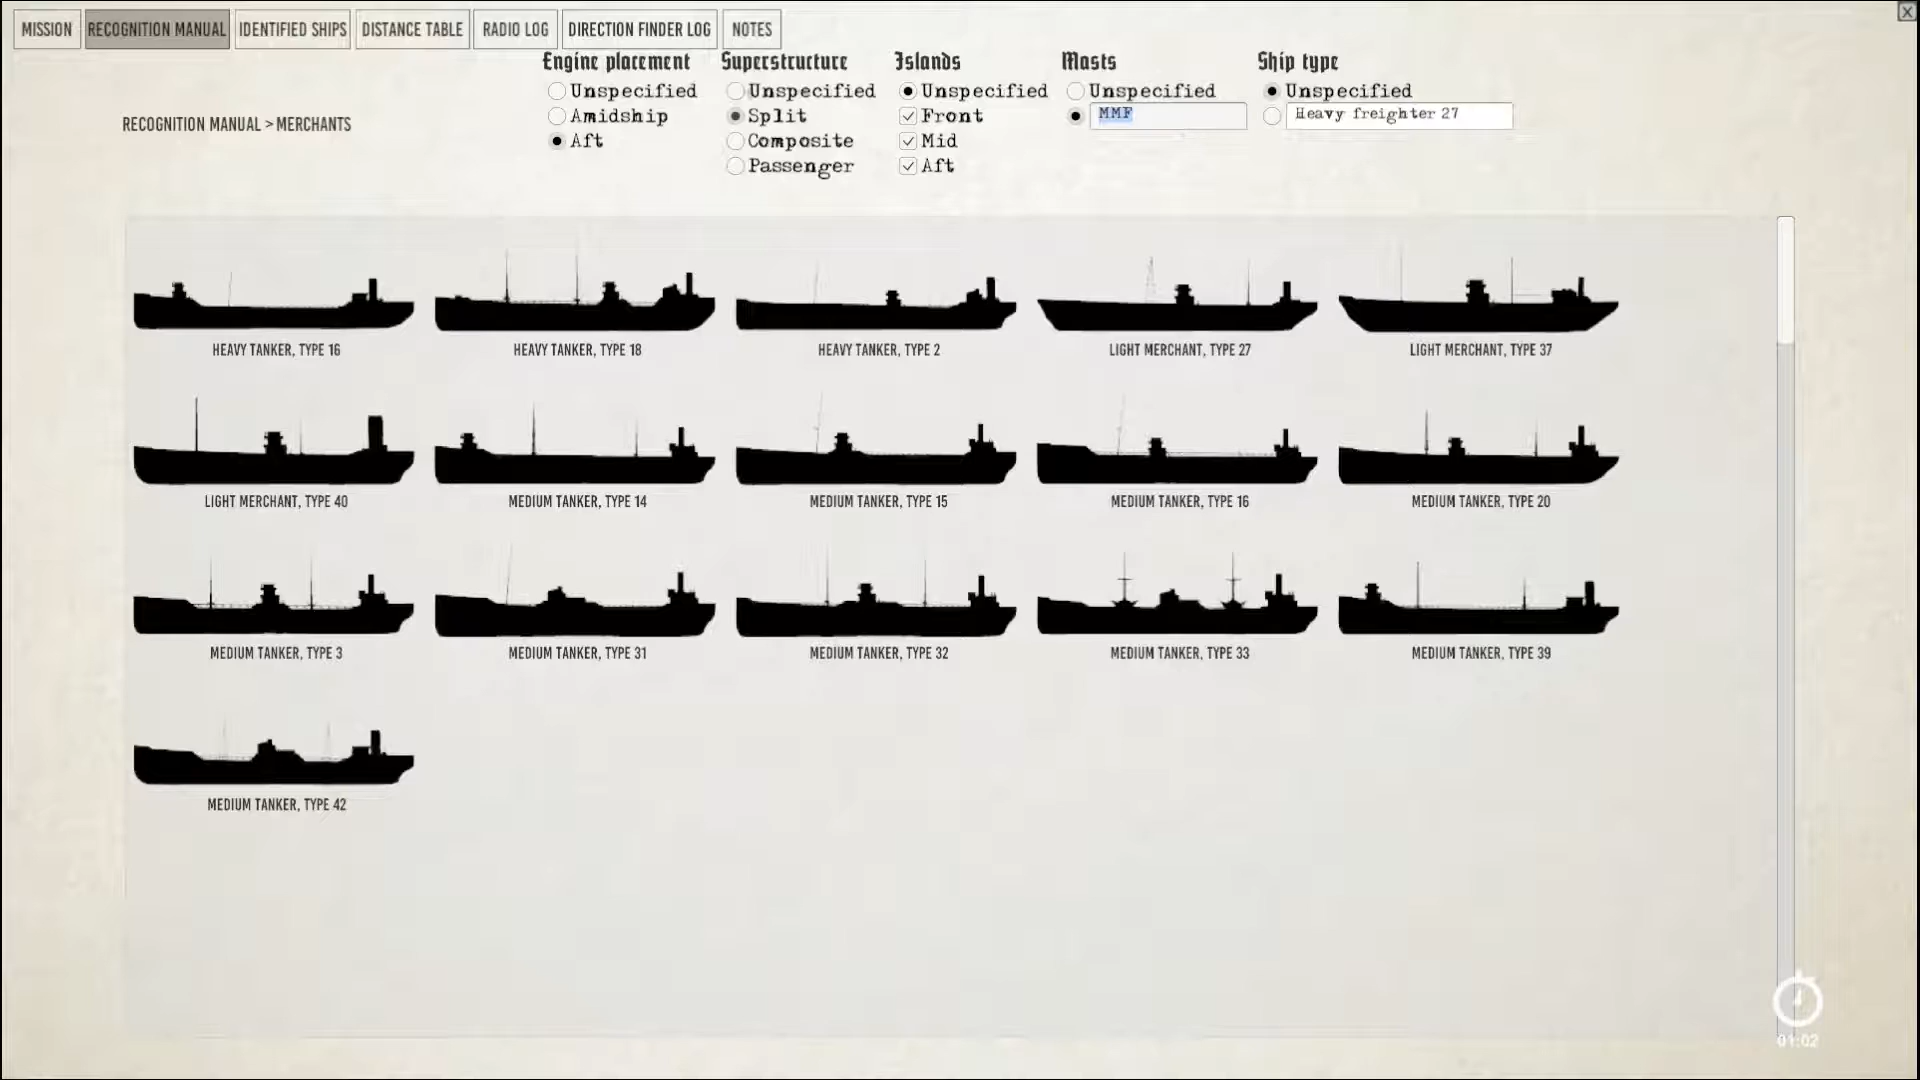 MISSION RECOGNITION MANUAL IDENTIFIED SHIPS DISTANCE TABLE RADIO LOG DIRECTION FINDER LOG NOTES X
Engine placement Superstructure Islands Masts Ship type
Unspecified Unspecified Unspecified Unspecified Unspecified
Amidship Split Front MMF Heavy freighter 27
RECOGNITION MANUAL > MERCHANTS
Aft Composite Mid
Passenger Aft
HEAVY TANKER, TYPE 16 HEAVY TANKER, TYPE 18 HEAVY TANKER, TYPE 2 LIGHT MERCHANT, TYPE 27 LIGHT MERCHANT, TYPE 37
LIGHT MERCHANT, TYPE 40 MEDIUM TANKER, TYPE 14 MEDIUM TANKER, TYPE 15 MEDIUM TANKER, TYPE 16 MEDIUM TANKER, TYPE 20
MEDIUM TANKER, TYPE 3 MEDIUM TANKER, TYPE 31 MEDIUM TANKER, TYPE 32 MEDIUM TANKER, TYPE 33 MEDIUM TANKER, TYPE 39
MEDIUM TANKER, TYPE 42
01:02